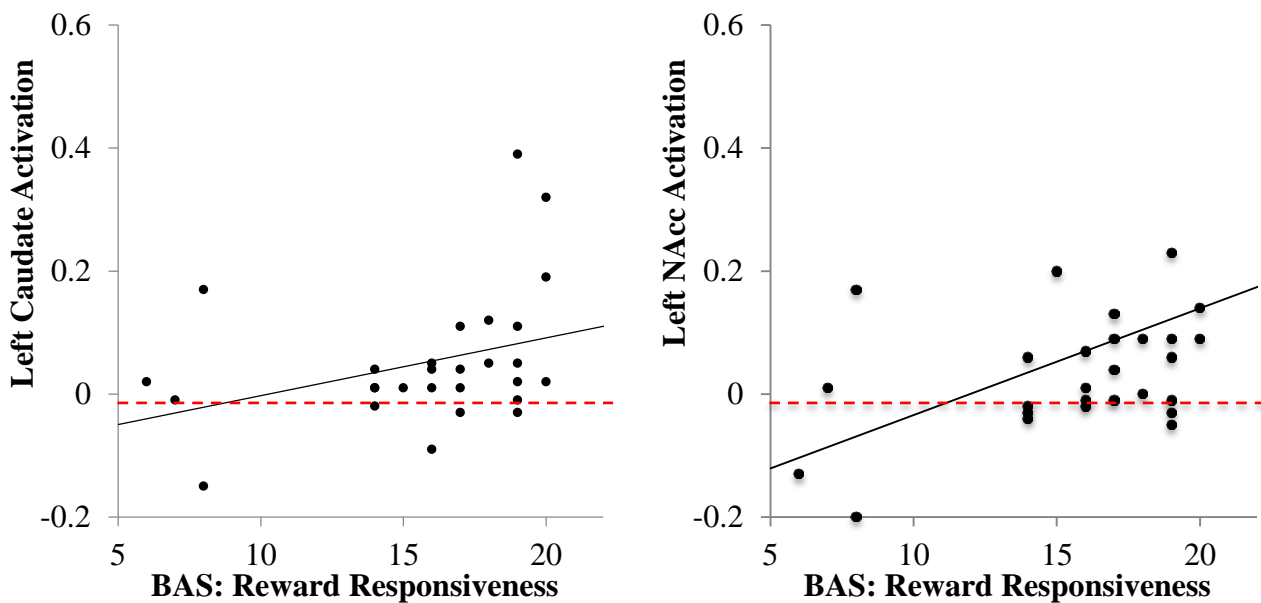 0.6
0.4
0.2
0
-0.2
Left Caudate Activation
5 10 15 20
BAS: Reward Responsiveness
0.6
0.4
0.2
0
-0.2
Left NAcc Activation
5 10 15 20
BAS: Reward Responsiveness